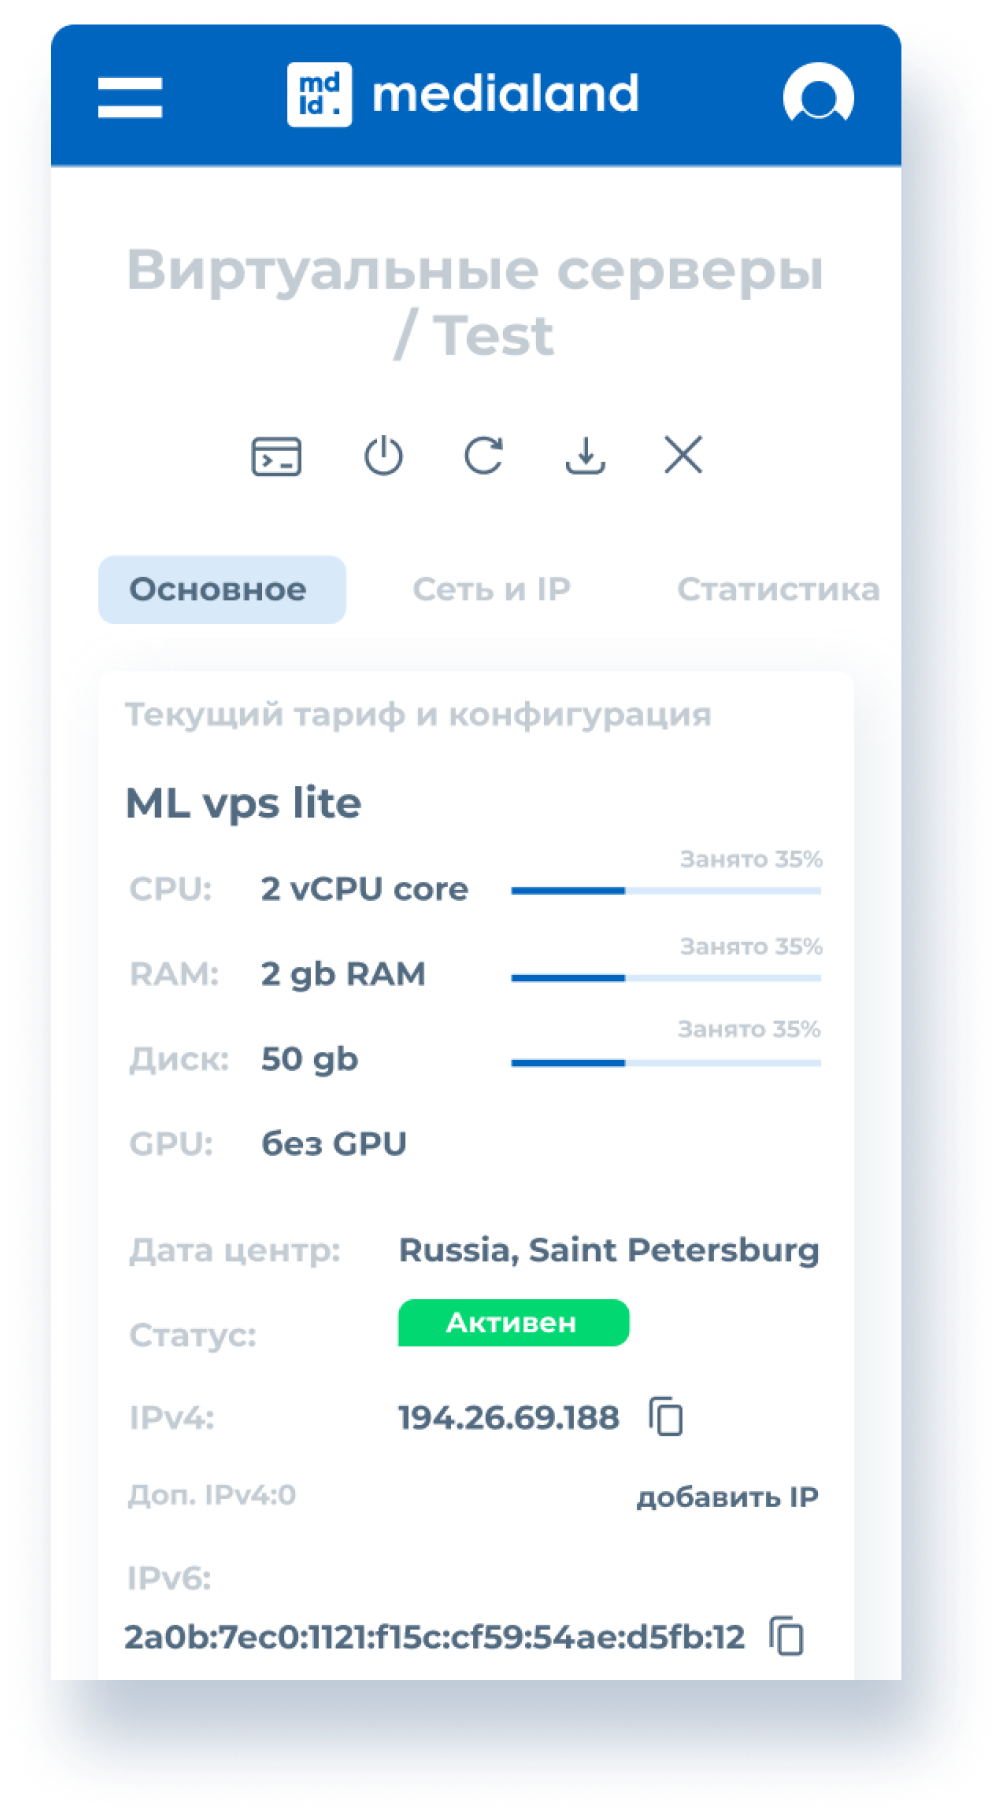 md
ld. medialand
Виртуальные серверы
/ Test
Основное Сеть и IP Статистика
Текущий тариф и конфигурация
ML vps lite
Занято 35%
CPU: 2 vCPU core
Занято 35%
RAM: 2 gb RAM
Занято 35%
Диск: 50 gb
GPU: без GPU
Дата центр: Russia, Saint Petersburg
Статус: Активен
IPv4: 194.26.69.188
Доп. IPv4:0 добавить IP
IPv6:
2a0b:7ec0:1121:f15c:cf59:54ae:d5fb:12